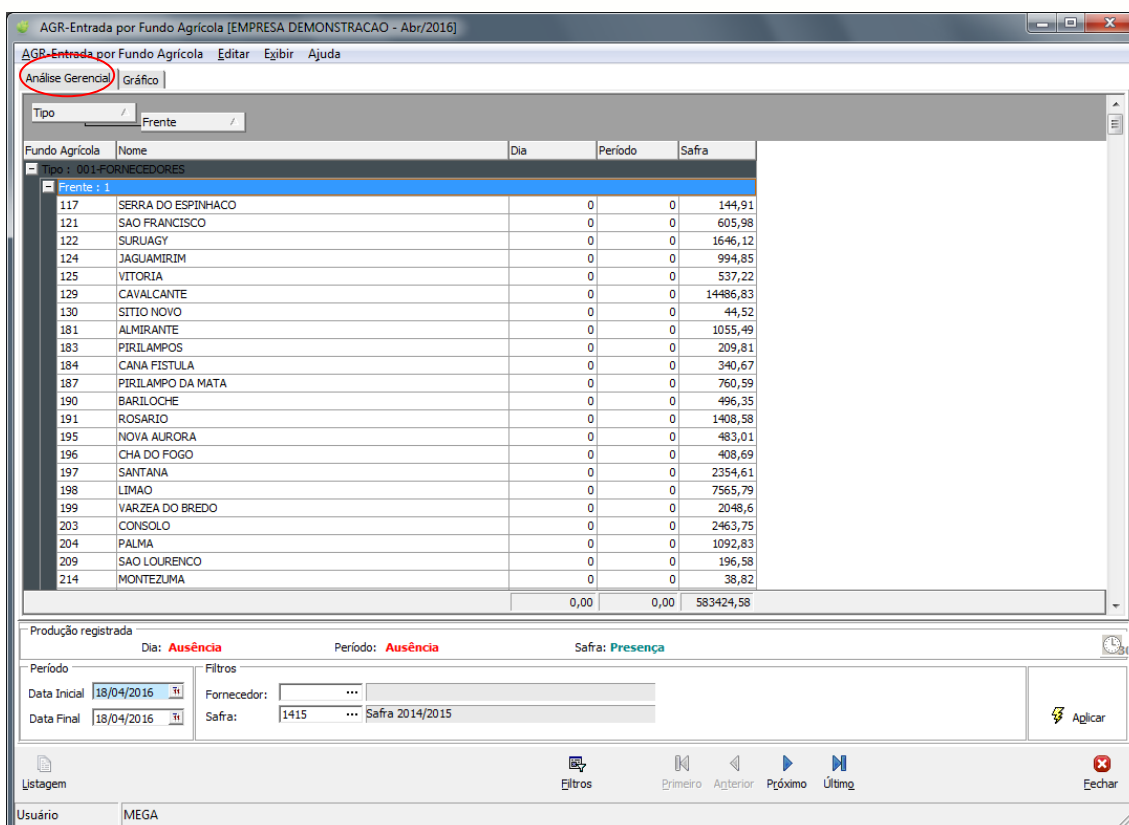 AGR-Entrada por Fundo Agrícola [EMPRESA DEMONSTRACAO - Abr/2016]
AGR-Entrada por Fundo Agrícola Editar Exibir Ajuda
Análise Gerencial Gráfico
Tipo
Frente
Fundo Agrícola Nome Dia Período Safra
Tipo : 001-FORNECEDORES
Frente : 1
117 SERRA DO ESPINHACO 0 0 144,91
121 SAO FRANCISCO 0 0 605,98
122 SURUAGY 0 0 1646,12
124 JAGUAMIRIM 0 0 994,85
125 VITORIA 0 0 537,22
129 CAVALCANTE 0 0 14486,83
130 SITIO NOVO 0 0 44,52
181 ALMIRANTE 0 0 1055,49
183 PIRILAMPOS 0 0 209,81
184 CANA FISTULA 0 0 340,67
187 PIRILAMPO DA MATA 0 0 760,59
190 BARILOCHE 0 0 496,35
191 ROSARIO 0 0 1408,58
195 NOVA AURORA 0 0 483,01
196 CHA DO FOGO 0 0 408,69
197 SANTANA 0 0 2354,61
198 LIMAO 0 0 7565,79
199 VARZEA DO BREDO 0 0 2048,6
203 CONSOLO 0 0 2463,75
204 PALMA 0 0 1092,83
209 SAO LOURENCO 0 0 196,58
214 MONTEZUMA 0 0 38,82
0,00 0,00 583424,58
Produção registrada
Dia: Ausência Período: Ausência Safra: Presença
Período Filtros
Data Inicial 18/04/2016 Fornecedor: ...
Data Final 18/04/2016 Safra: 1415 ... Safra 2014/2015
Aplicar
Listagem Filtros Primeiro Anterior Próximo Último Fechar
Usuário MEGA